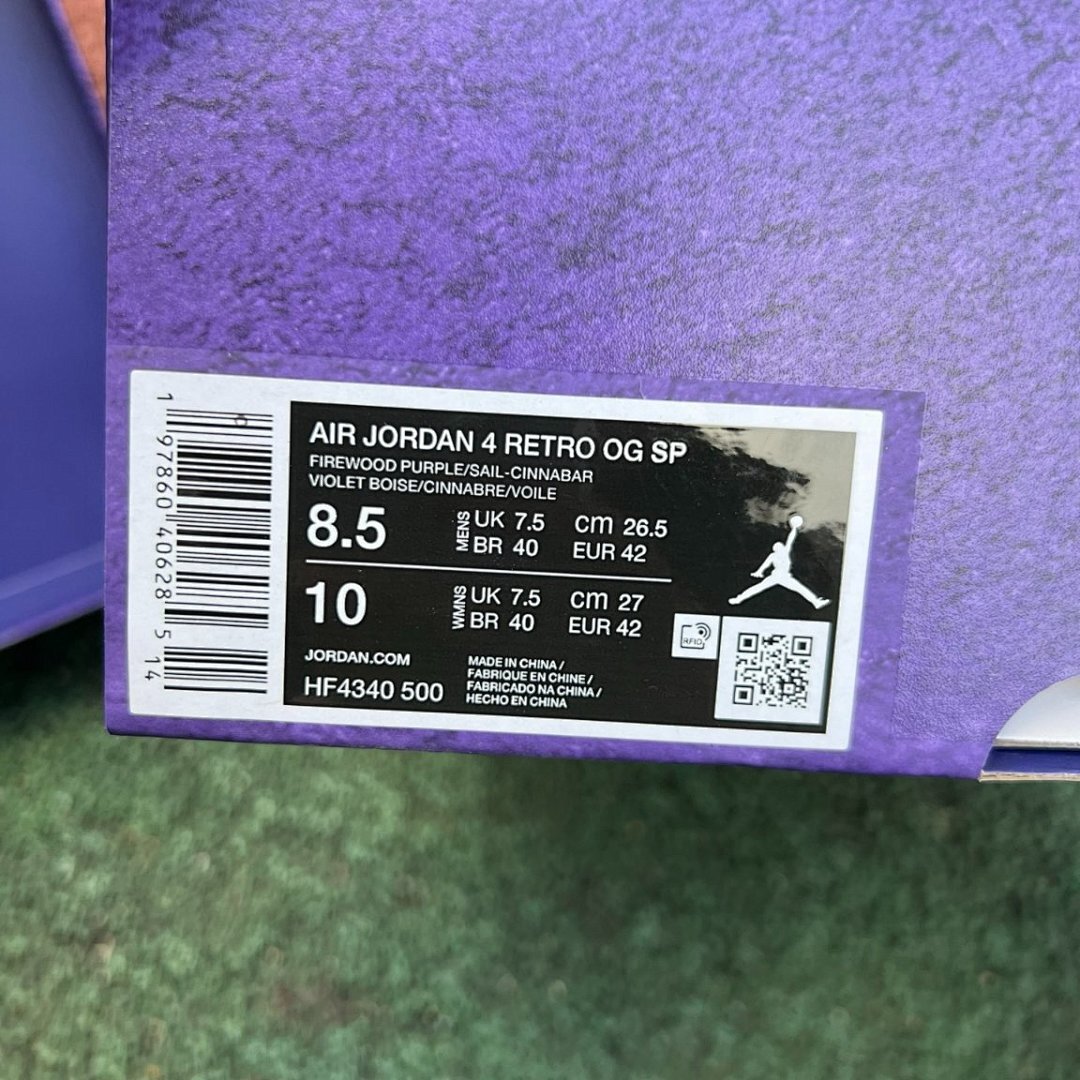 AIR JORDAN 4 RETRO OG SP
FIREWOOD PURPLE/SAIL-CINNABAR
VIOLET BOISE/CINNABRE/VOILE
8.5 MENS UK 7.5 cm 26.5
BR 40 EUR 42
10 WMNS UK 7.5 cm 27
BR 40 EUR 42
JORDAN.COM
HF4340 500
MADE IN CHINA /
FABRIQUE EN CHINE /
FABRICADO NA CHINA /
HECHO EN CHINA
RFID
1 97860 40628 5 14